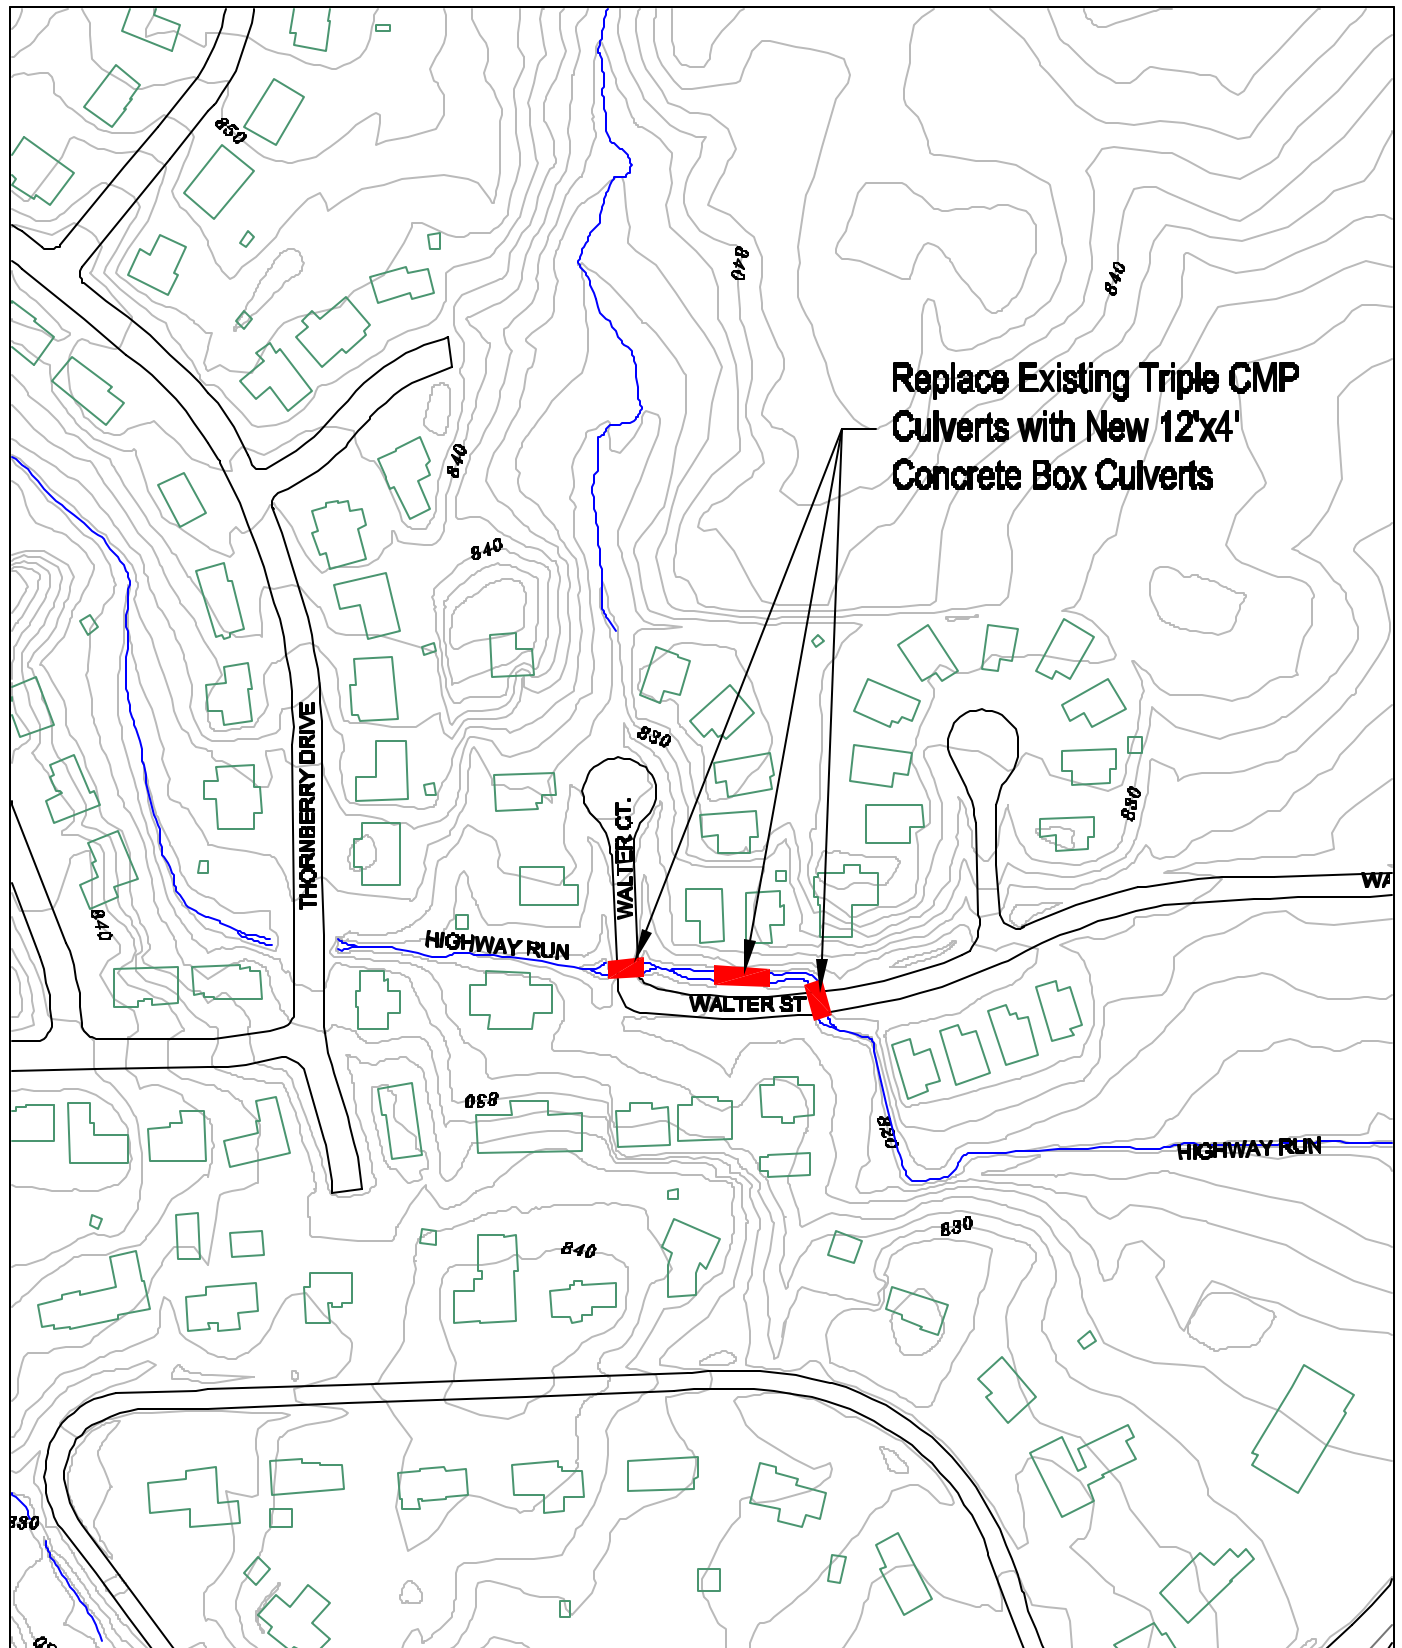 850
840
840
Replace Existing Triple CMP
Culverts with New 12'x4'
Concrete Box Culverts
840
840
THORNBERRY DRIVE
830
WALTER CT.
830
WA
840
HIGHWAY RUN
WALTER ST
830
820
HIGHWAY RUN
830
840
830